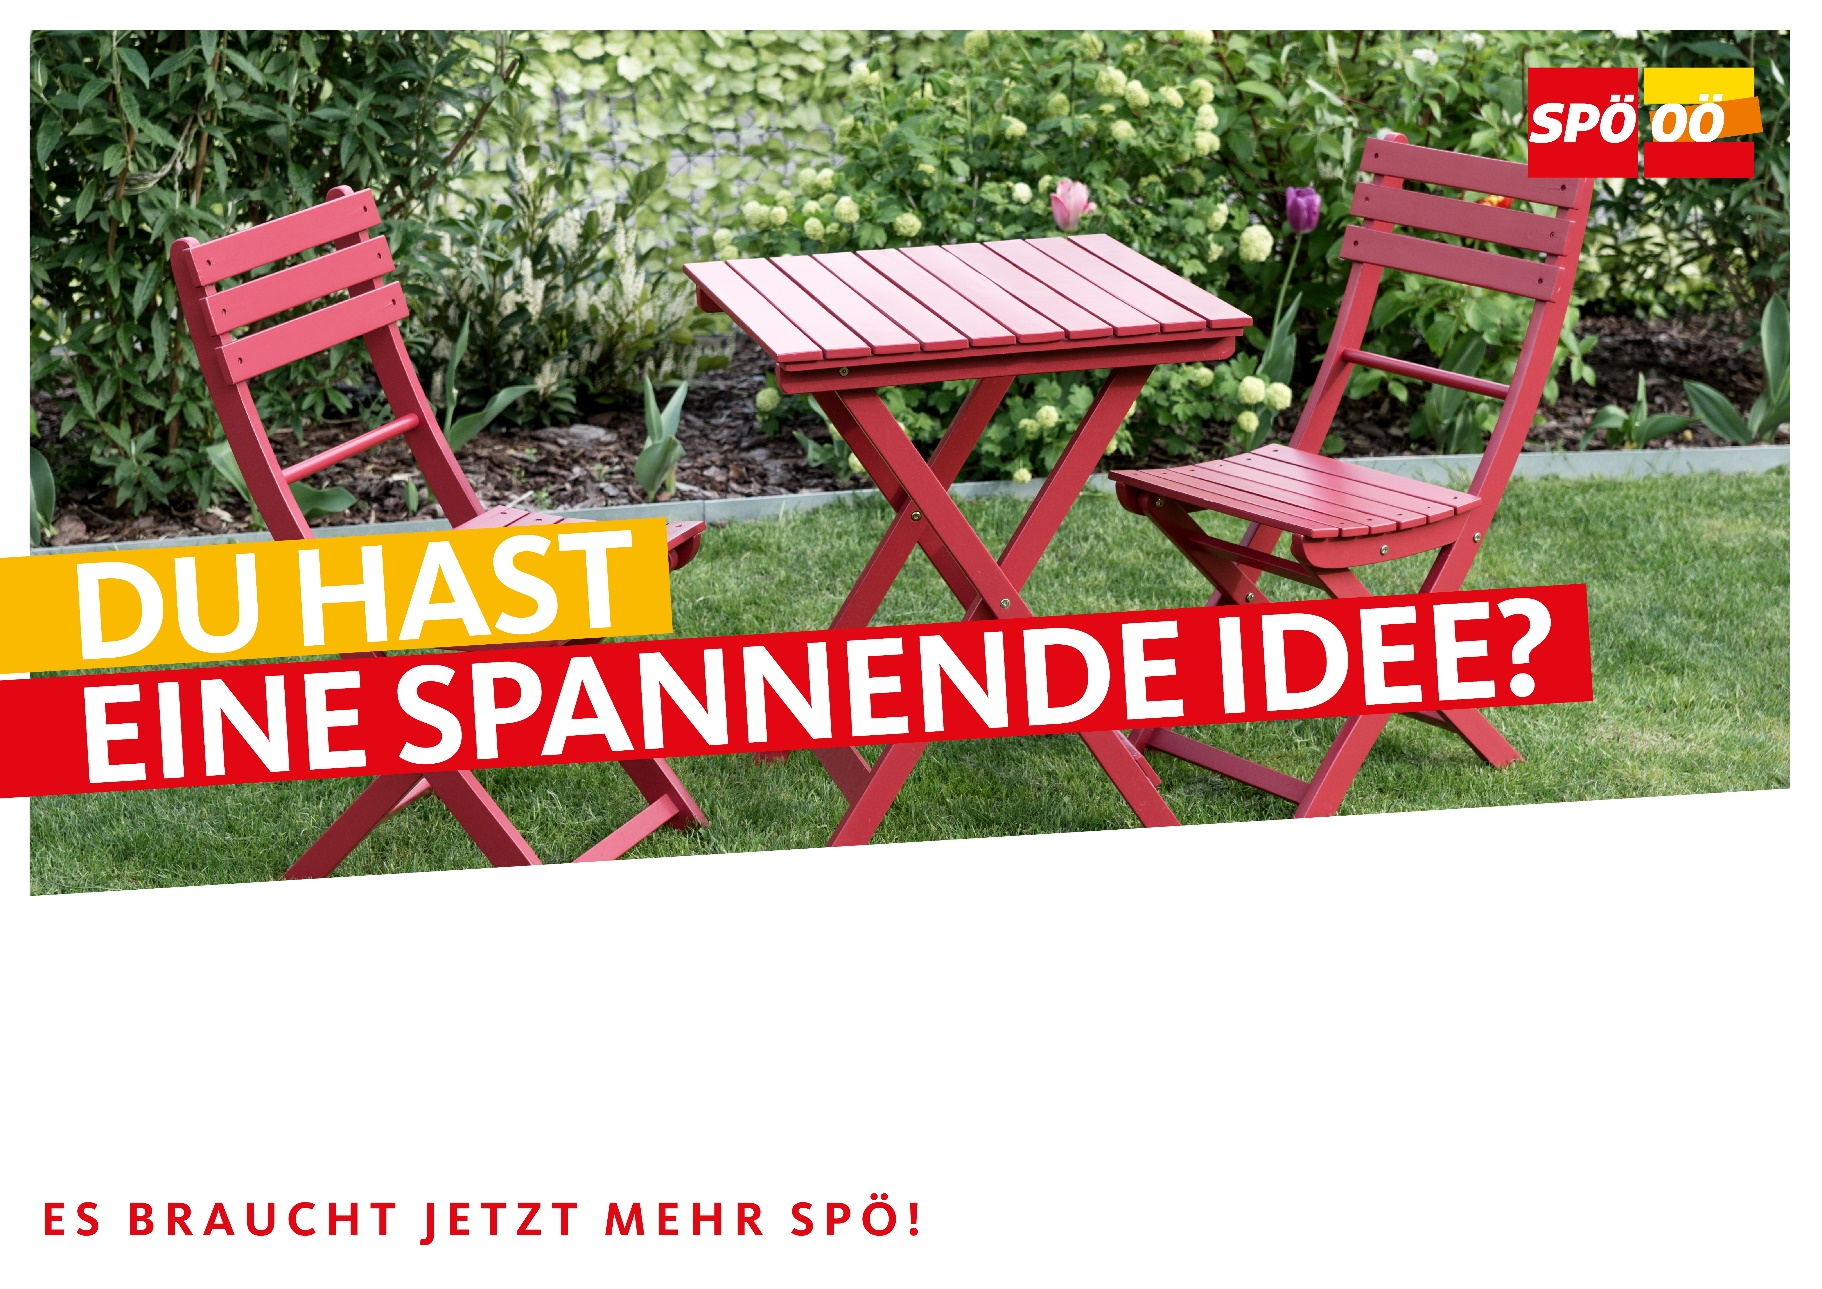 SPÖ OÖ
DU HAST
EINE SPANNENDE IDEE?
ES BRAUCHT JETZT MEHR SPÖ!